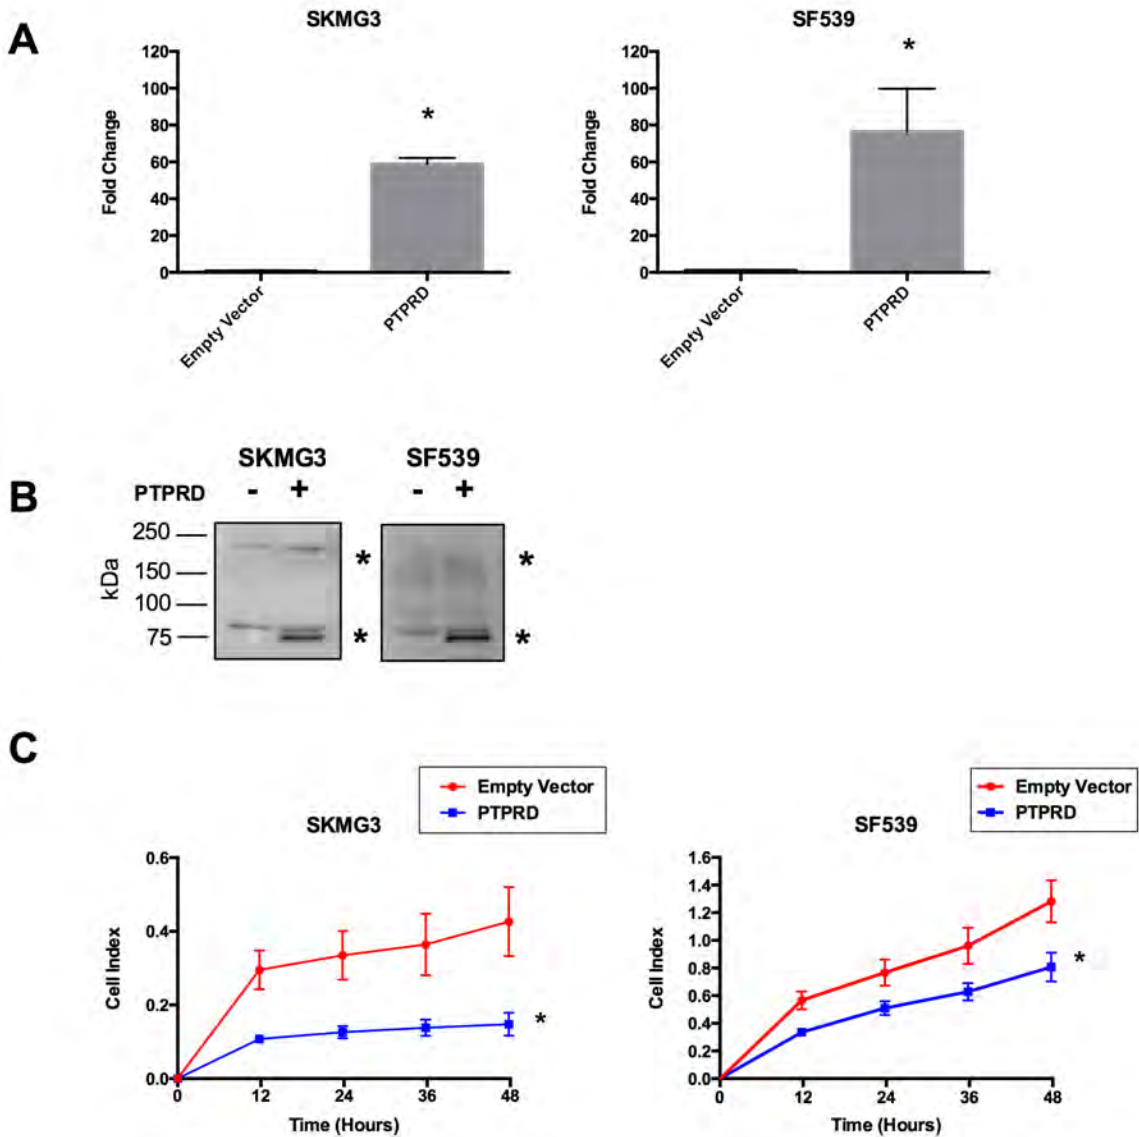 A
SKMG3
SF539
120
100
80
60
40
20
0
Fold Change
*
Empty Vector
PTPRD
120
100
80
60
40
20
0
Fold Change
*
Empty Vector
PTPRD
B
SKMG3
SF539
PTPRD - + - +
kDa
250
150
100
75
*
*
*
*
C
Empty Vector
PTPRD
SKMG3
0.6
0.4
0.2
0.0
Cell Index
*
0 12 24 36 48
Time (Hours)
Empty Vector
PTPRD
SF539
1.6
1.4
1.2
1.0
0.8
0.6
0.4
0.2
0.0
Cell Index
*
0 12 24 36 48
Time (Hours)